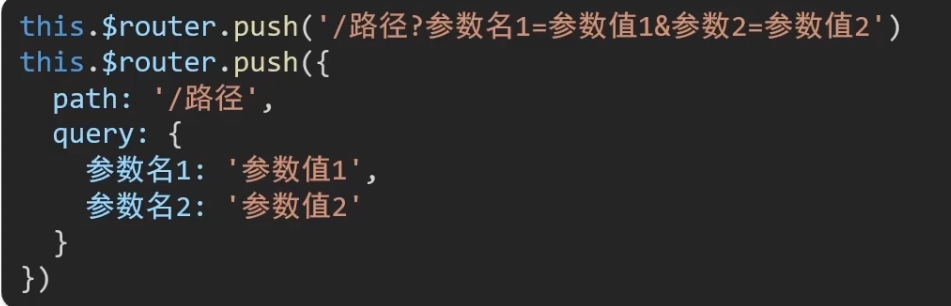 this.$router.push('/路径?参数名1=参数值1&参数2=参数值2')
this.$router.push({
  path: '/路径',
  query: {
    参数名1: '参数值1',
    参数名2: '参数值2'
  }
})